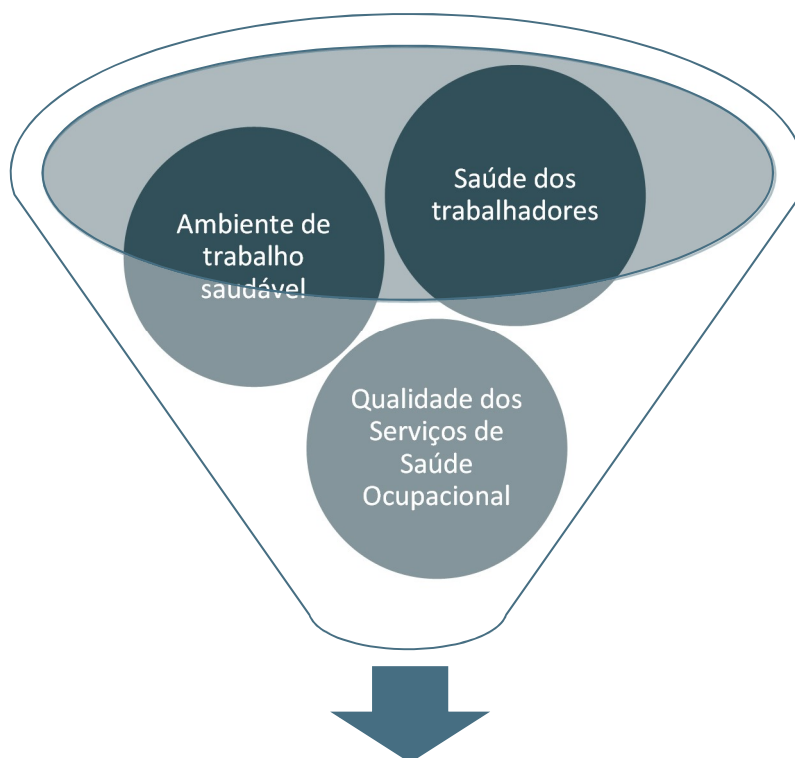 Saúde dos
trabalhadores
Ambiente de
trabalho
saudável
Qualidade dos
Serviços de
Saúde
Ocupacional